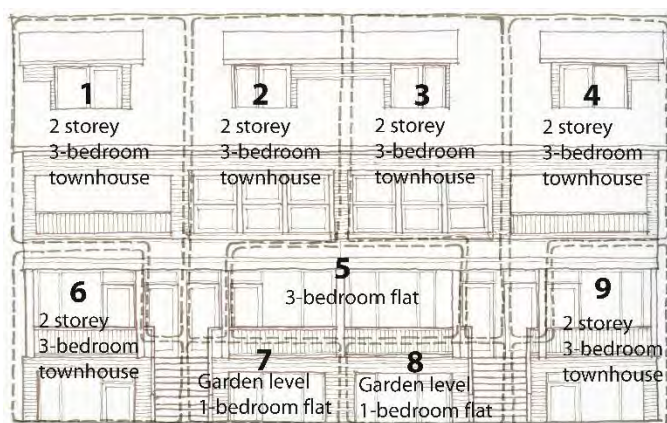 1
2 storey
3-bedroom
townhouse
2
2 storey
3-bedroom
townhouse
3
2 storey
3-bedroom
townhouse
4
2 storey
3-bedroom
townhouse
5
3-bedroom flat
6
2 storey
3-bedroom
townhouse
7
Garden level
1-bedroom flat
8
Garden level
1-bedroom flat
9
2 storey
3-bedroom
townhouse